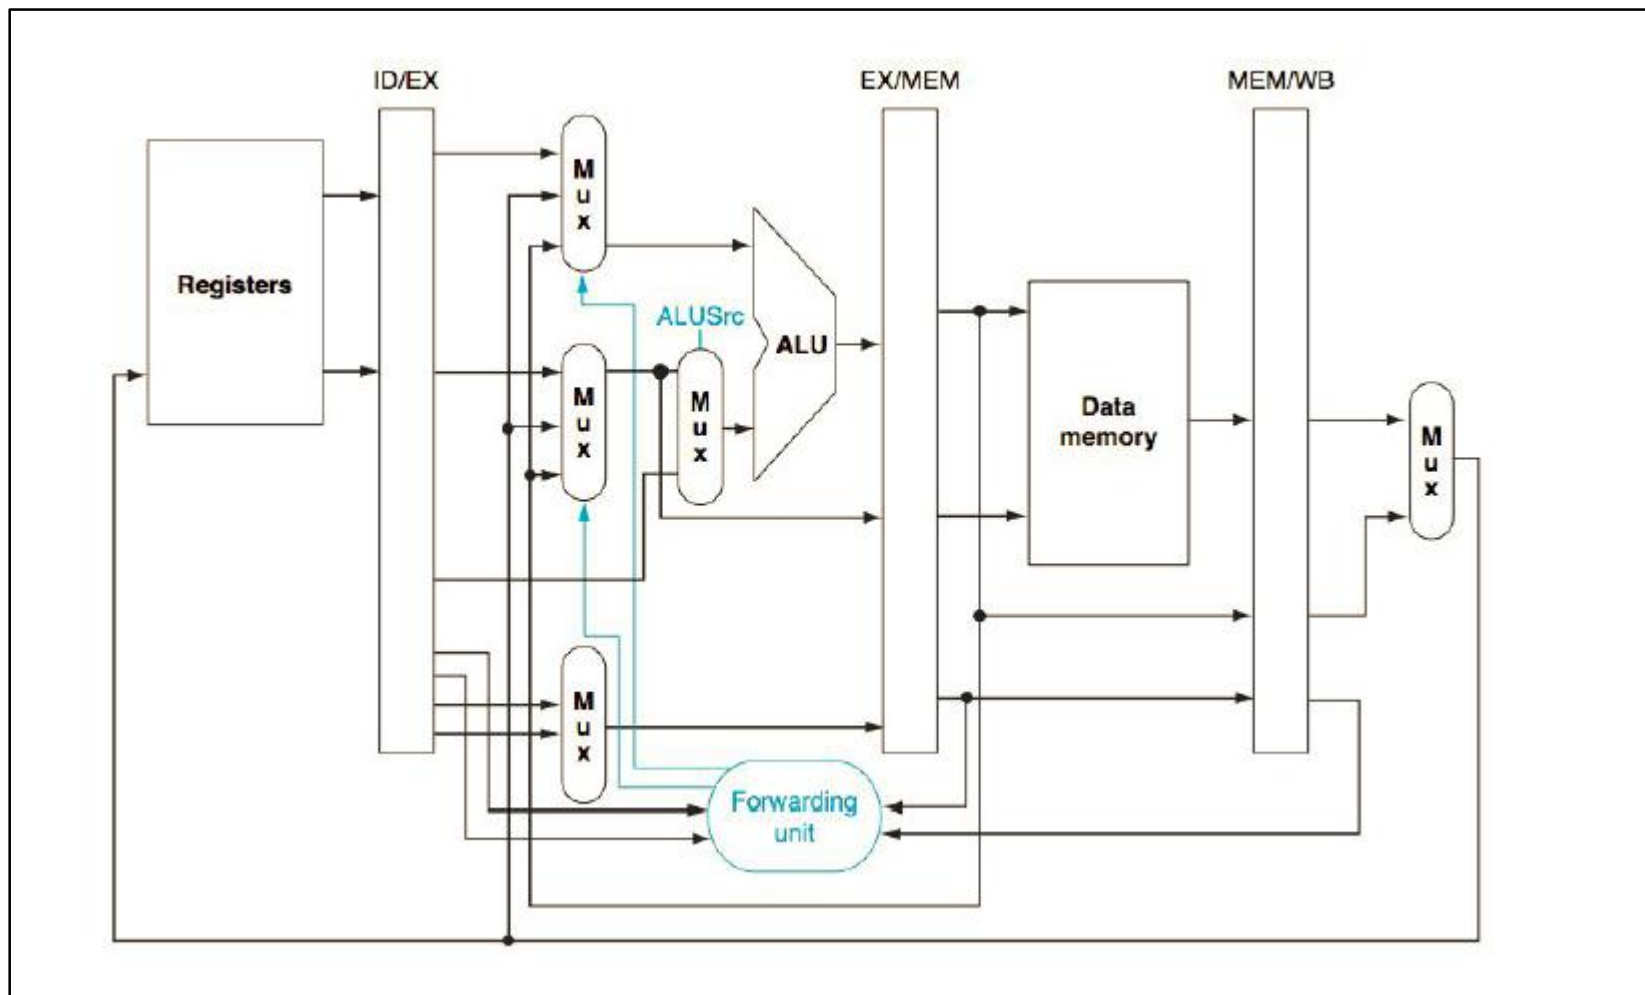 ID/EX
EX/MEM
MEM/WB
M
u
x
Registers
ALUSrc
ALU
M
u
x
M
u
x
Data
memory
M
u
x
M
u
x
Forwarding
unit